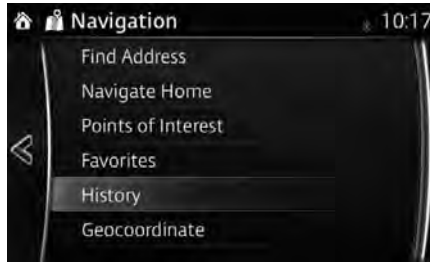 Navigation 10:17
Find Address
Navigate Home
Points of Interest
Favorites
History
Geocoordinate